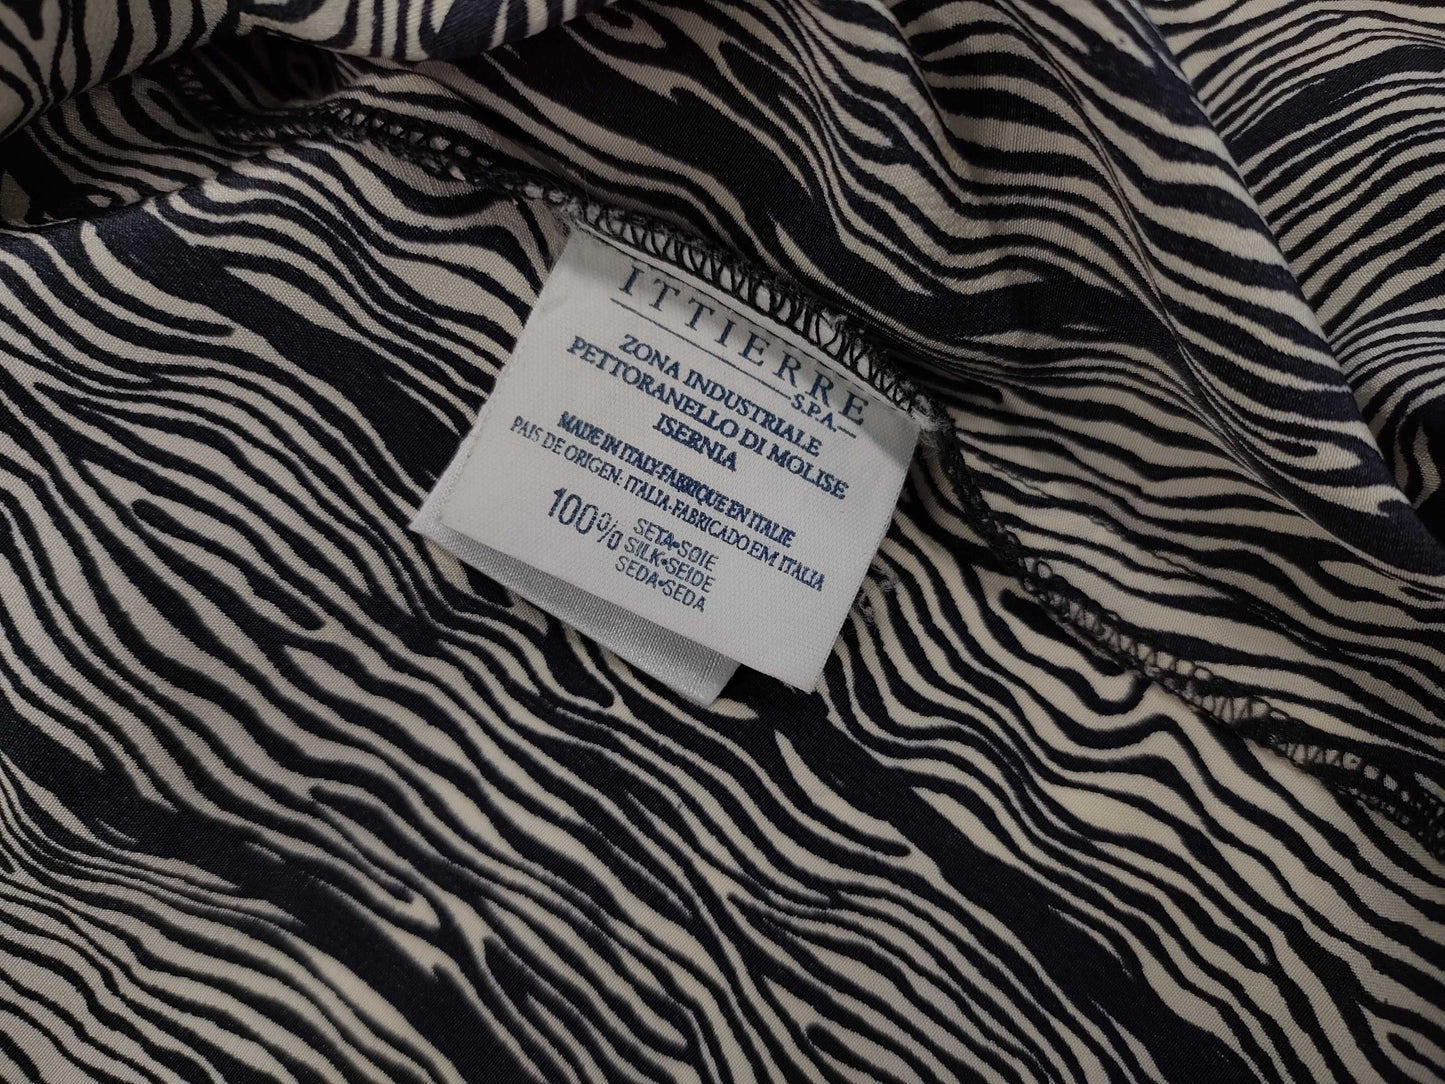 ITTIERRE
S.P.A.
ZONA INDUSTRIALE
PETTORANELLO DI MOLISE
ISERNIA
MADE IN ITALY·FABRIQUE EN ITALIE
PAIS DE ORIGEN: ITALIA·FABRICADO EM ITALIA
100%
SETA•SOIE
SILK•SEIDE
SEDA•SEDA